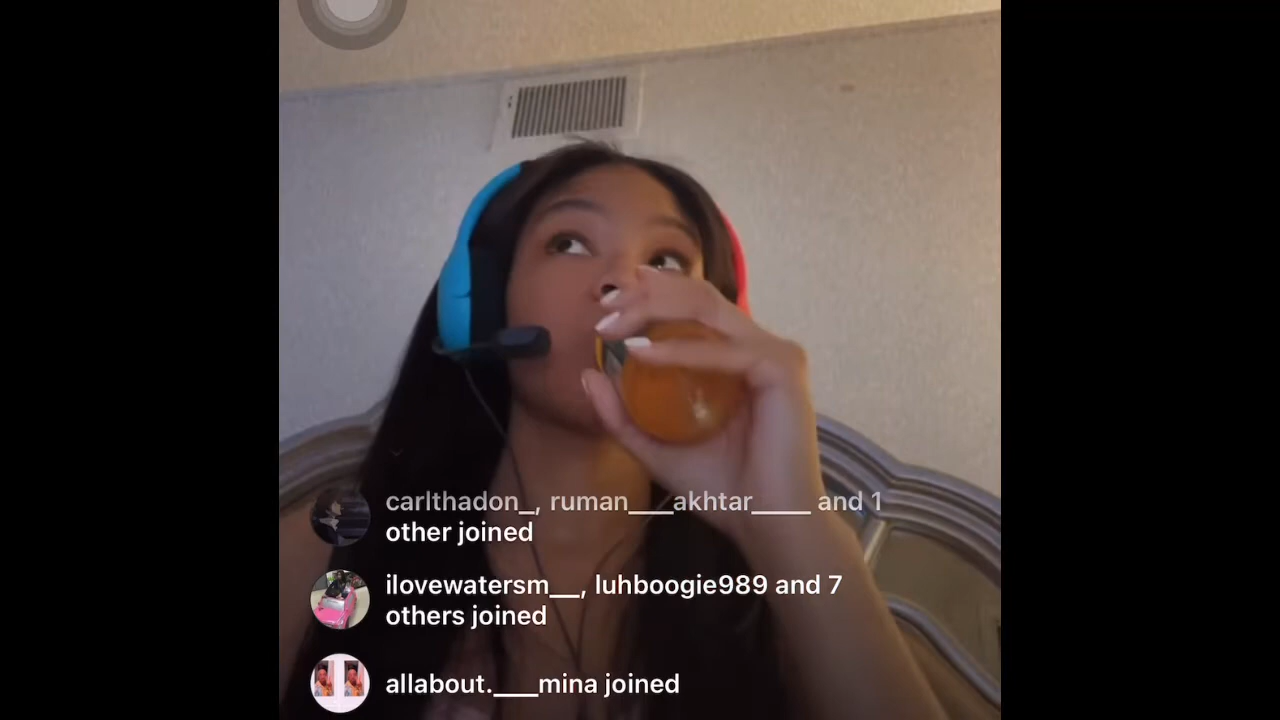 carlthadon_, ruman___akhtar____ and 1
other joined
ilovewatersm__, luhboogie989 and 7
others joined
allabout.___mina joined